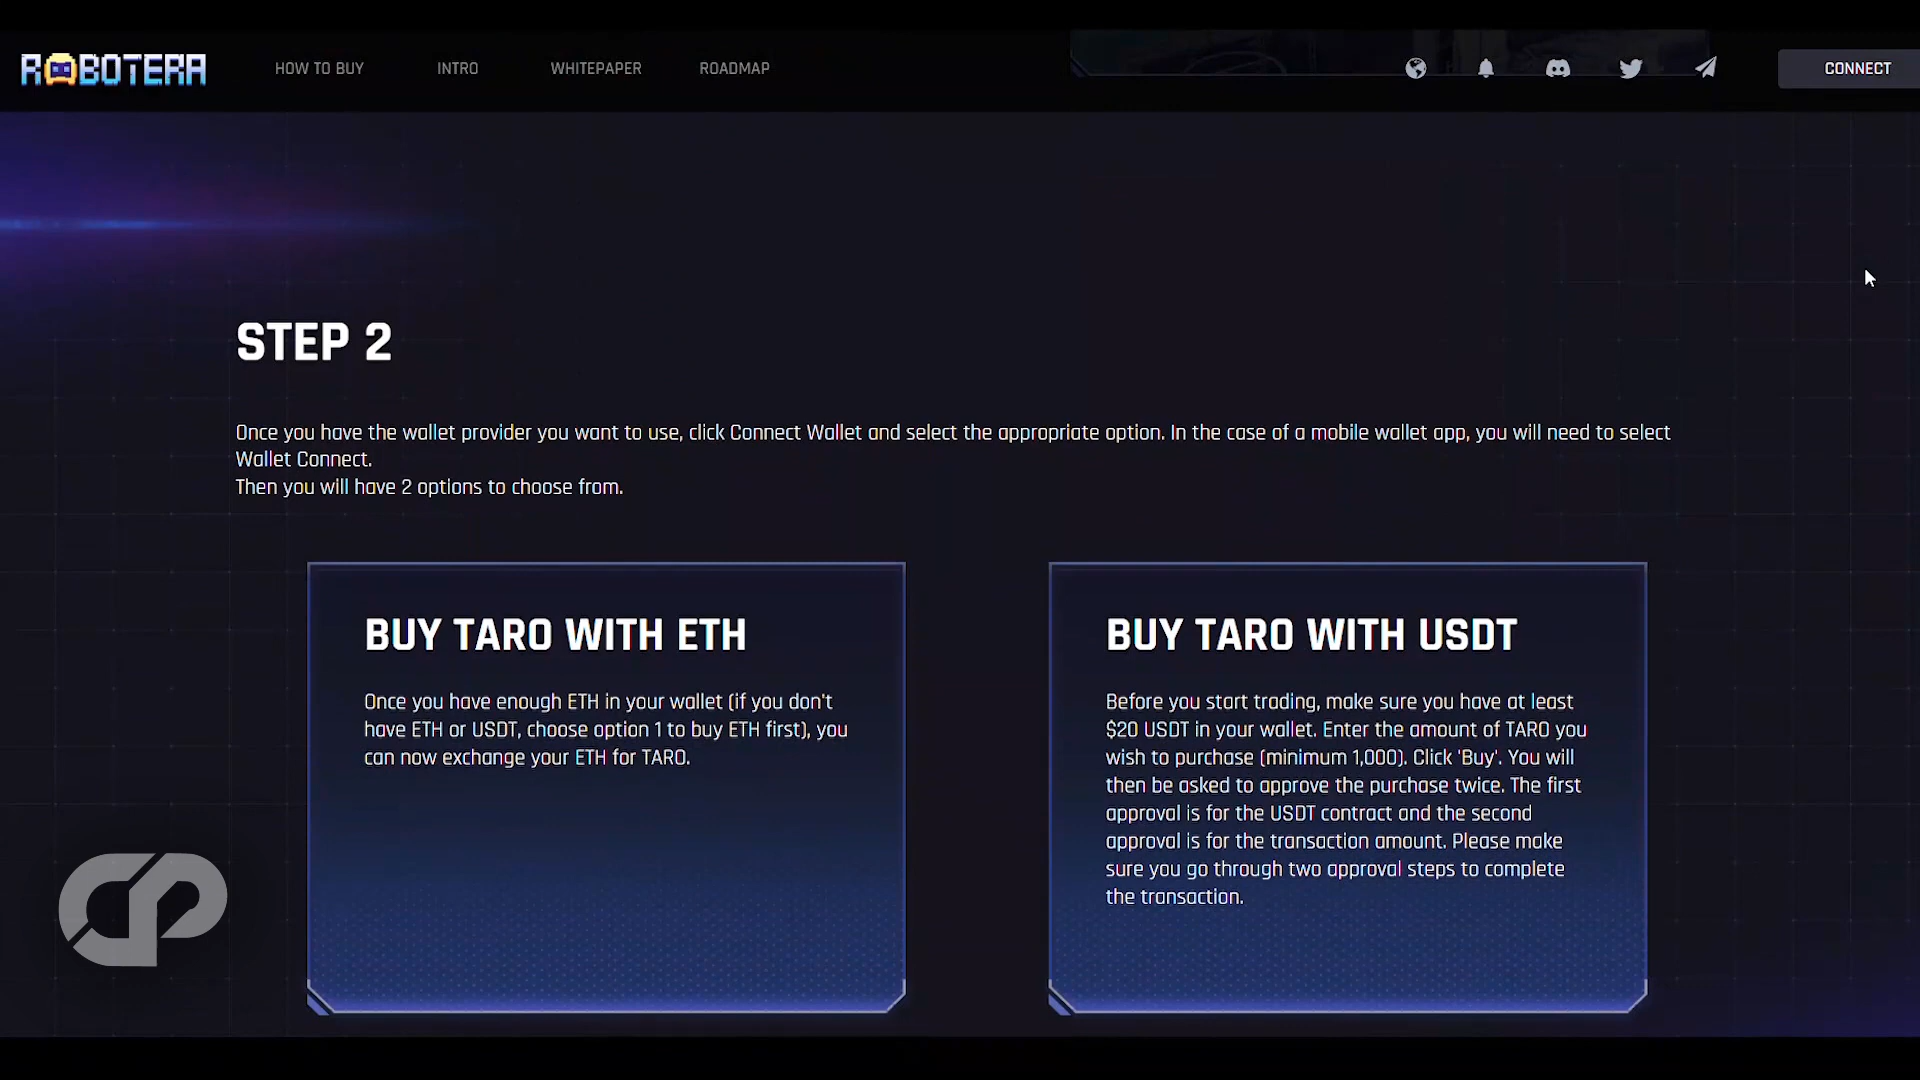 ROBOTERA
HOW TO BUY
INTRO
WHITEPAPER
ROADMAP
CONNECT
STEP 2
Once you have the wallet provider you want to use, click Connect Wallet and select the appropriate option. In the case of a mobile wallet app, you will need to select
Wallet Connect.
Then you will have 2 options to choose from.
BUY TARO WITH ETH
Once you have enough ETH in your wallet (if you don't
have ETH or USDT, choose option 1 to buy ETH first), you
can now exchange your ETH for TARO.
BUY TARO WITH USDT
Before you start trading, make sure you have at least
$20 USDT in your wallet. Enter the amount of TARO you
wish to purchase (minimum 1,000). Click 'Buy'. You will
then be asked to approve the purchase twice. The first
approval is for the USDT contract and the second
approval is for the transaction amount. Please make
sure you go through two approval steps to complete
the transaction.
CP